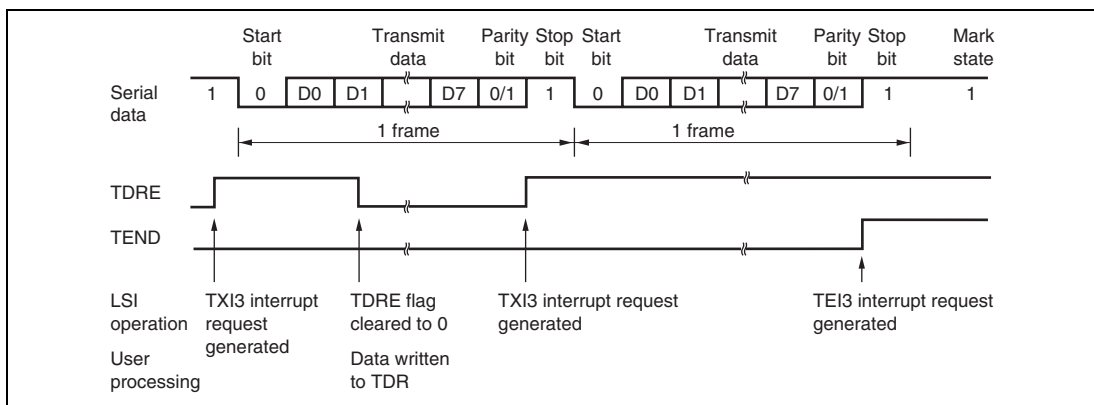 Start bit Transmit data Parity bit Stop bit Start bit Transmit data Parity bit Stop bit Mark state
Serial data 1 0 D0 D1 D7 0/1 1 0 D0 D1 D7 0/1 1 1
1 frame 1 frame
TDRE
TEND
LSI operation TXI3 interrupt request generated TDRE flag cleared to 0 TXI3 interrupt request generated TEI3 interrupt request generated
User processing Data written to TDR